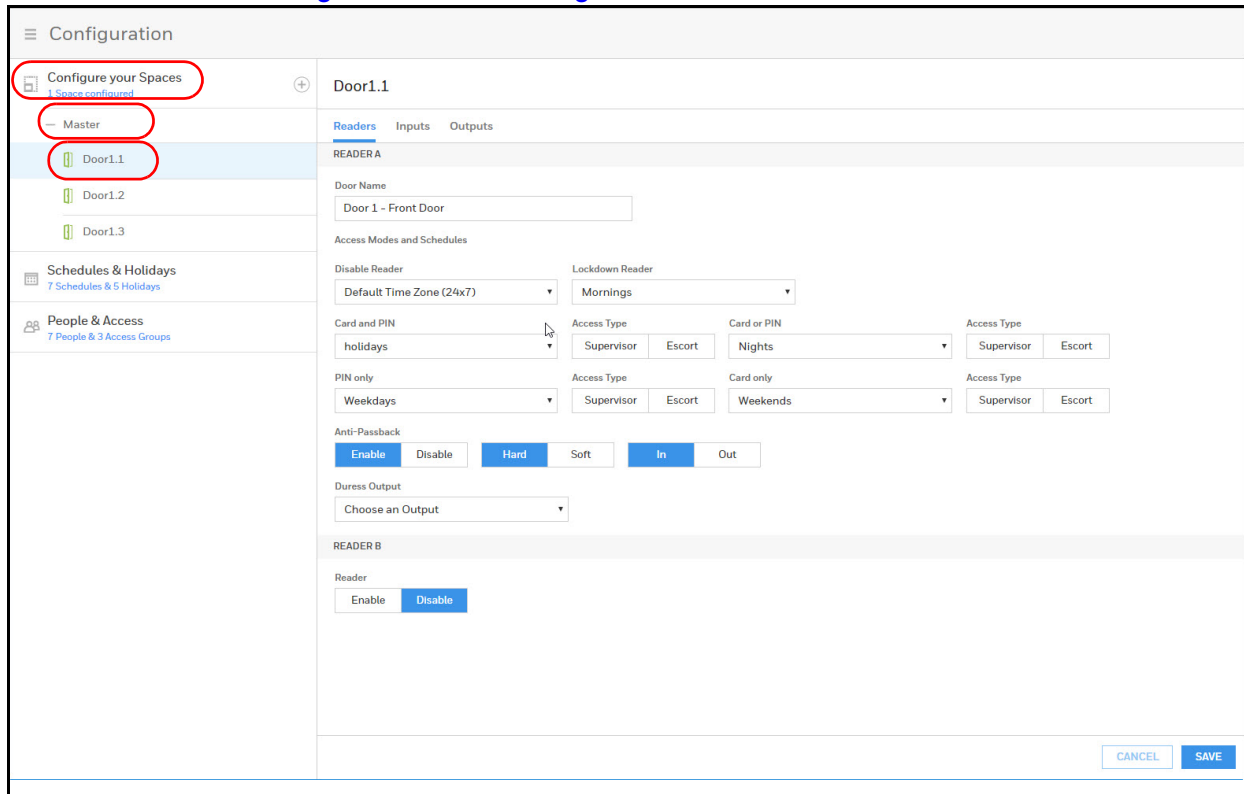 Configuration
Configure your Spaces
1 Space configured
Master
Door1.1
Door1.2
Door1.3
Schedules & Holidays
7 Schedules & 5 Holidays
People & Access
7 People & 3 Access Groups
Door1.1
Readers Inputs Outputs
READER A
Door Name
Door 1 - Front Door
Access Modes and Schedules
Disable Reader Lockdown Reader
Default Time Zone (24x7) Mornings
Card and PIN Access Type Card or PIN Access Type
holidays Supervisor Escort Nights Supervisor Escort
PIN only Access Type Card only Access Type
Weekdays Supervisor Escort Weekends Supervisor Escort
Anti-Passback
Enable Disable Hard Soft In Out
Duress Output
Choose an Output
READER B
Reader
Enable Disable
CANCEL SAVE